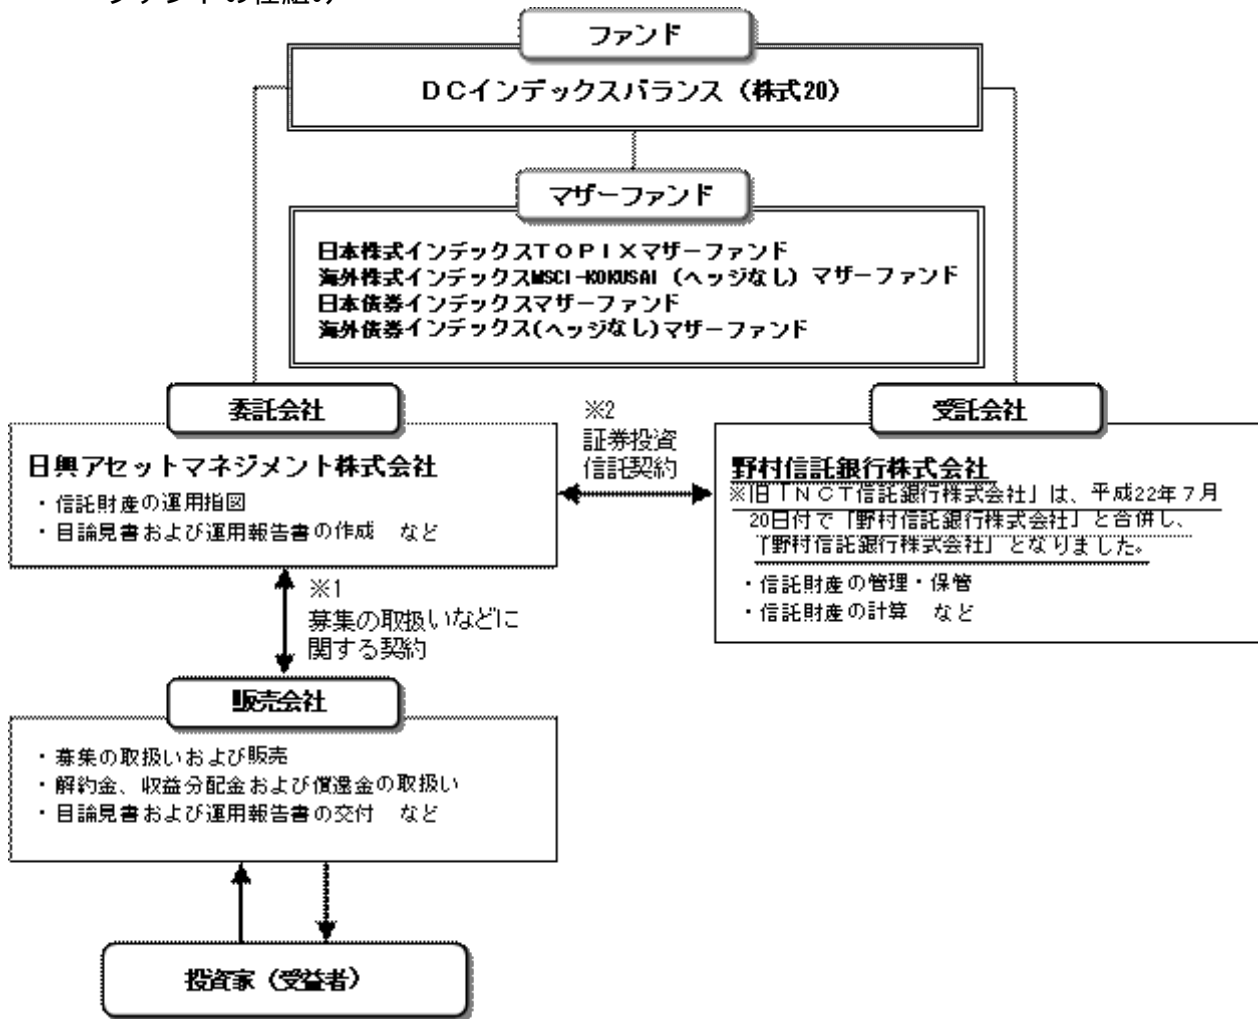 ファンドの仕組み
ファンド
DCインデックスバランス(株式20)
マザーファンド
日本株式インデックスTOPIXマザーファンド
海外株式インデックスMSCI-KOKUSAI(ヘッジなし)マザーファンド
日本債券インデックスマザーファンド
海外債券インデックス(ヘッジなし)マザーファンド
委託会社
日興アセットマネジメント株式会社
・信託財産の運用指図
・目論見書および運用報告書の作成 など
※2
証券投資
信託契約
受託会社
野村信託銀行株式会社
※旧「NCT信託銀行株式会社」は、平成22年7月
20日付で「野村信託銀行株式会社」と合併し、
「野村信託銀行株式会社」となりました。
・信託財産の管理・保管
・信託財産の計算 など
※1
募集の取扱いなどに
関する契約
販売会社
・募集の取扱いおよび販売
・解約金、収益分配金および償還金の取扱い
・目論見書および運用報告書の交付 など
投資家(受益者)